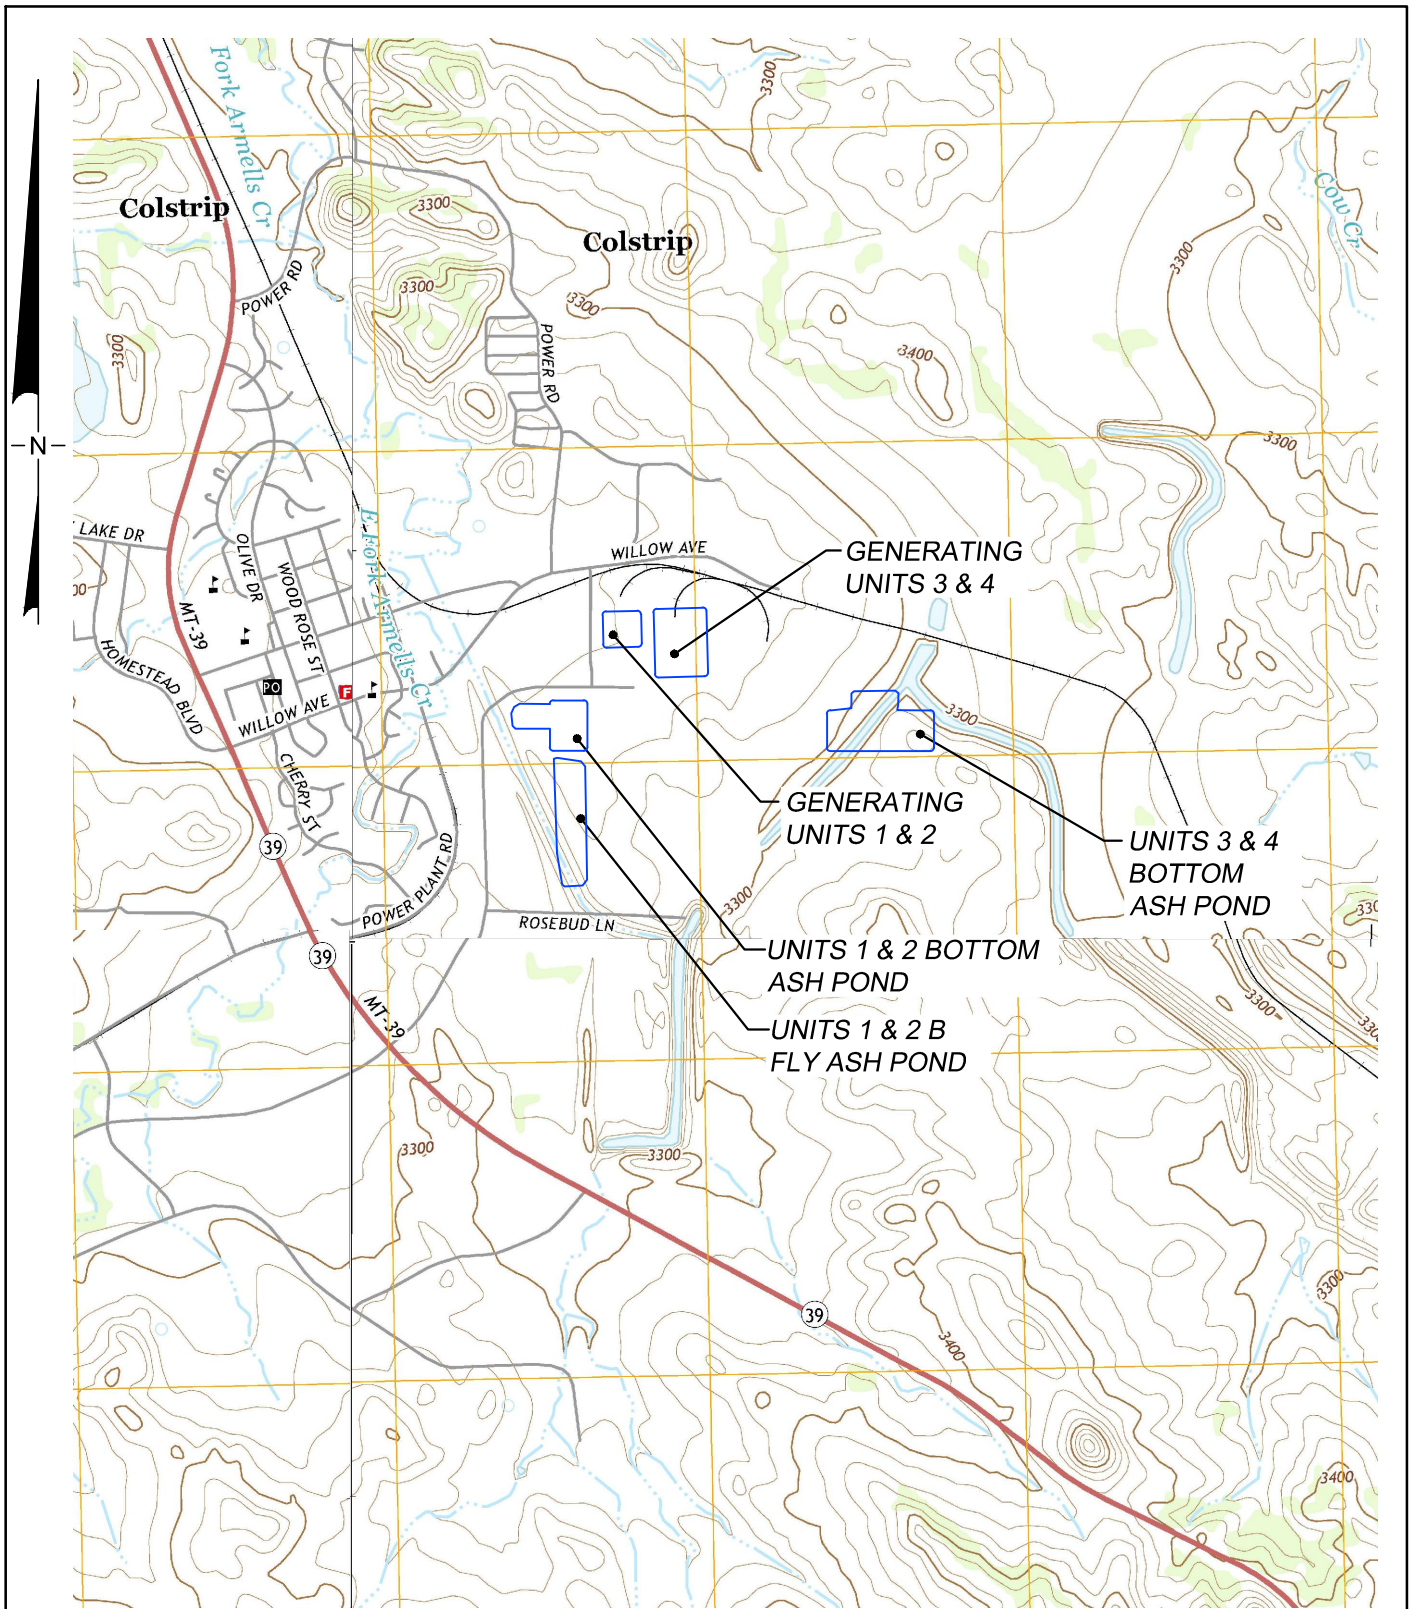 Fork Armells Cr
3300
Cow Cr
Colstrip
3300
Colstrip
3300
POWER RD
3300
3300
3300
POWER RD
3400
3300
N
LAKE DR
OLIVE DR
WOOD ROSE ST
E Fork Armells Cr
WILLOW AVE
GENERATING
UNITS 3 & 4
MT-39
HOMESTEAD BLVD
PO
F
WILLOW AVE
3300
CHERRY ST
GENERATING
UNITS 1 & 2
39
POWER PLANT RD
UNITS 3 & 4
BOTTOM
ASH POND
3300
ROSEBUD LN
39
UNITS 1 & 2 BOTTOM
ASH POND
MT-39
3300
UNITS 1 & 2 B
FLY ASH POND
3300
3300
3300
39
3400
3400